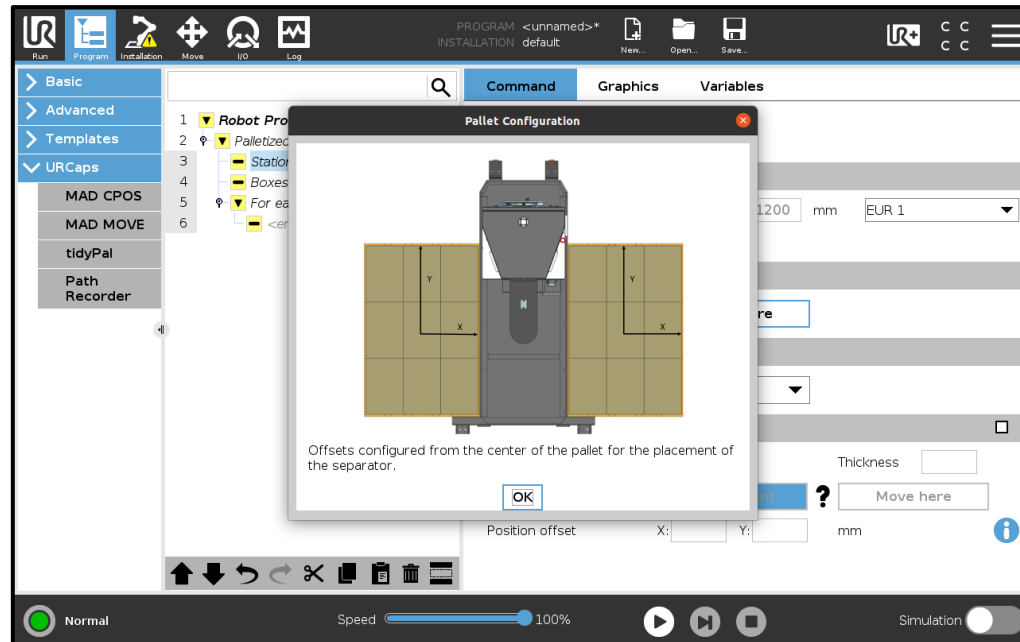 UR
Run
Program
Installation
Move
I/O
Log
PROGRAM <unnamed>*
INSTALLATION default
New...
Open...
Save...
UR+
C C
C C
Basic
Advanced
Templates
URCaps
MAD CPOS
MAD MOVE
tidyPal
Path
Recorder
1 Robot Pro
2 Palletized
3 Station
4 Boxes
5 For ea
6 <er
Command Graphics Variables
1200 mm EUR 1
re
Pallet Configuration
Y
X
Y
X
Offsets configured from the center of the pallet for the placement of
the separator.
OK
Thickness
? Move here
Position offset X: Y: mm
i
Normal
Speed 100%
Simulation